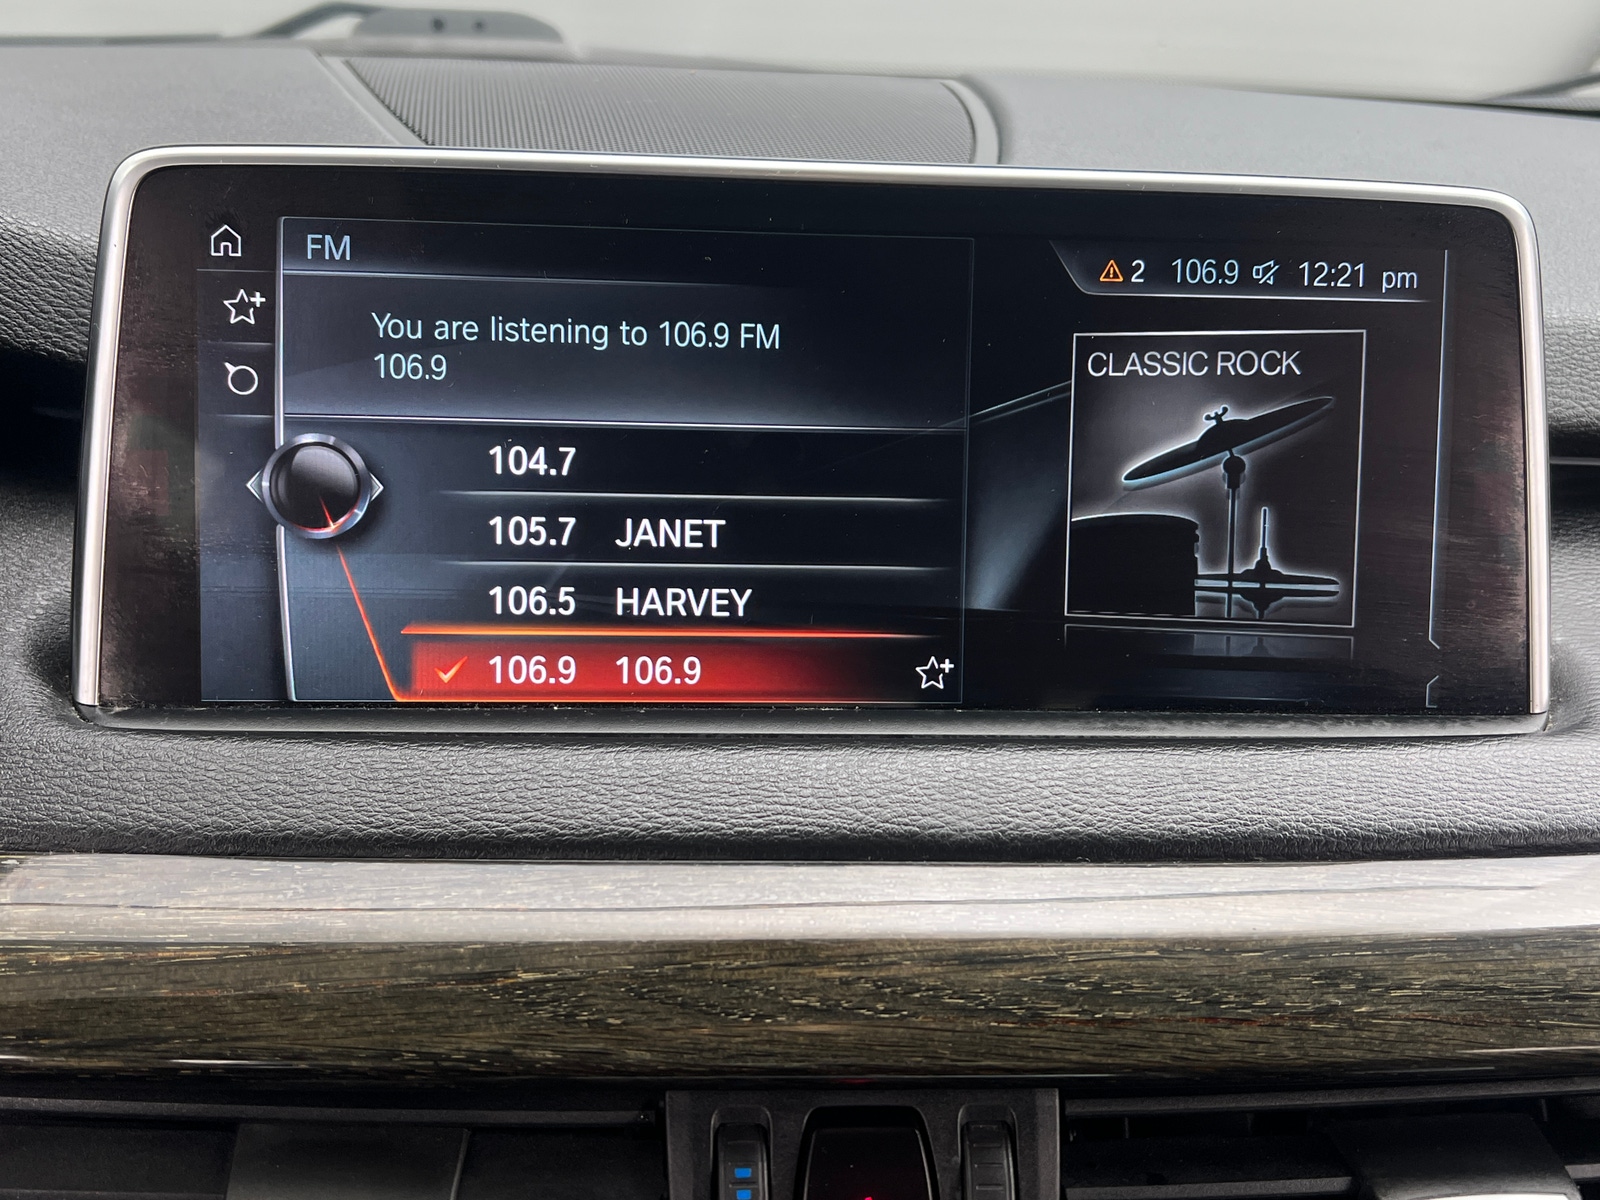 FM
2 106.9 12:21 pm
You are listening to 106.9 FM
106.9
CLASSIC ROCK
104.7
105.7 JANET
106.5 HARVEY
106.9 106.9